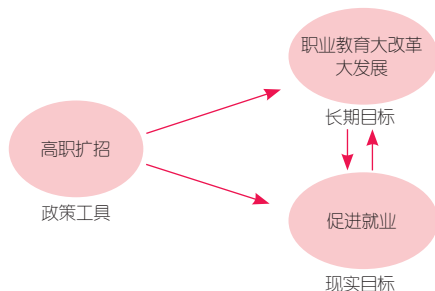 职业教育大改革
大发展
长期目标
高职扩招
政策工具
促进就业
现实目标